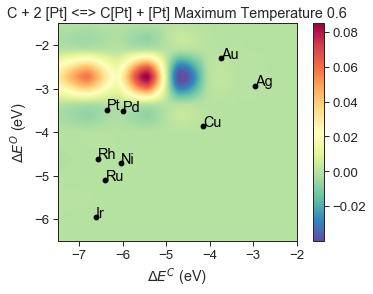 C + 2 [Pt] <=> C[Pt] + [Pt] Maximum Temperature 0.6
−2
−3
−4
−5
−6
ΔE^O (eV)
Au
Ag
Pt
Pd
Cu
Rh
Ni
Ru
Ir
−7
−6
−5
−4
−3
−2
ΔE^C (eV)
0.08
0.06
0.04
0.02
0.00
−0.02